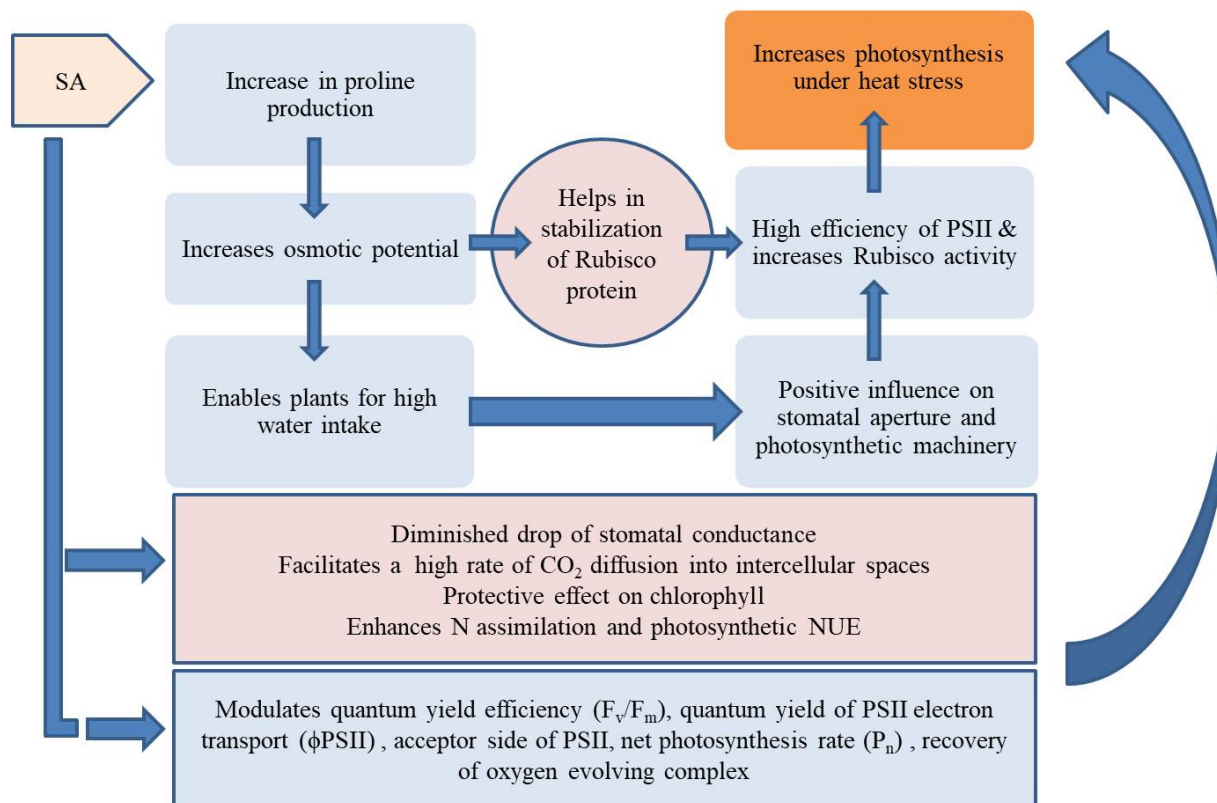 SA
Increase in proline
production
Increases osmotic potential
Enables plants for high
water intake
Helps in
stabilization
of Rubisco
protein
Increases photosynthesis
under heat stress
High efficiency of PSII &
increases Rubisco activity
Positive influence on
stomatal aperture and
photosynthetic machinery
Diminished drop of stomatal conductance
Facilitates a high rate of CO₂ diffusion into intercellular spaces
Protective effect on chlorophyll
Enhances N assimilation and photosynthetic NUE
Modulates quantum yield efficiency (Fᵥ/Fₘ), quantum yield of PSII electron
transport (ϕPSII) , acceptor side of PSII, net photosynthesis rate (Pₙ) , recovery
of oxygen evolving complex